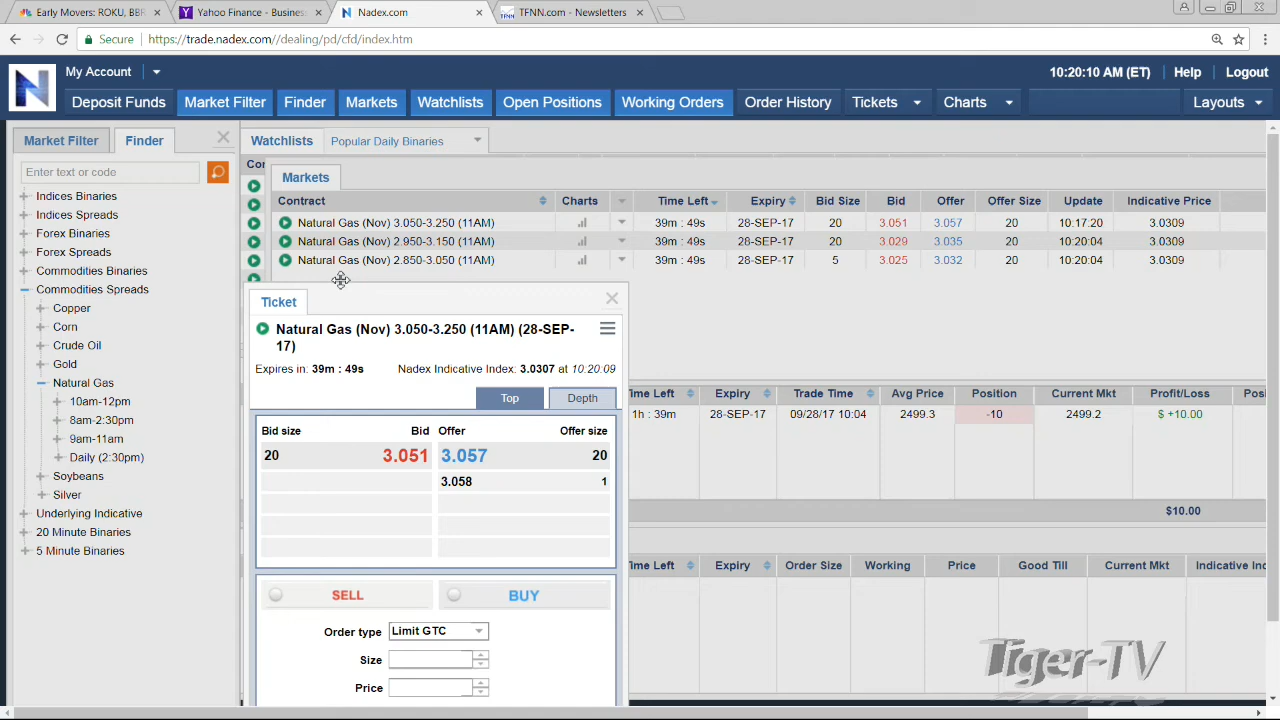 Early Movers: ROKU, BBR
Yahoo Finance - Busines
Nadex.com
TFNN.com - Newsletters
Secure
https://trade.nadex.com//dealing/pd/cfd/index.htm
N
My Account
10:20:10 AM (ET)
Help
Logout
Deposit Funds
Market Filter
Finder
Markets
Watchlists
Open Positions
Working Orders
Order History
Tickets
Charts
Layouts
Market Filter
Finder
Watchlists
Popular Daily Binaries
Enter text or code
Indices Binaries
Indices Spreads
Forex Binaries
Forex Spreads
Commodities Binaries
Commodities Spreads
Copper
Corn
Crude Oil
Gold
Natural Gas
10am-12pm
8am-2:30pm
9am-11am
Daily (2:30pm)
Soybeans
Silver
Underlying Indicative
20 Minute Binaries
5 Minute Binaries
Cor
Markets
Contract Charts Time Left Expiry Bid Size Bid Offer Offer Size Update Indicative Price
Natural Gas (Nov) 3.050-3.250 (11AM) 39m : 49s 28-SEP-17 20 3.051 3.057 20 10:17:20 3.0309
Natural Gas (Nov) 2.950-3.150 (11AM) 39m : 49s 28-SEP-17 20 3.029 3.035 20 10:20:04 3.0309
Natural Gas (Nov) 2.850-3.050 (11AM) 39m : 49s 28-SEP-17 5 3.025 3.032 20 10:20:04 3.0309
Ticket
Natural Gas (Nov) 3.050-3.250 (11AM) (28-SEP-
17)
Expires in: 39m : 49s Nadex Indicative Index: 3.0307 at 10:20:09
Top
Depth
Bid size Bid Offer Offer size
20 3.051 3.057 20
3.058 1
SELL
BUY
Order type Limit GTC
Size
Price
Time Left Expiry Trade Time Avg Price Position Current Mkt Profit/Loss Posi
1h : 39m 28-SEP-17 09/28/17 10:04 2499.3 -10 2499.2 $ +10.00
$10.00
Time Left Expiry Order Size Working Price Good Till Current Mkt Indicative Ind
Tiger-TV